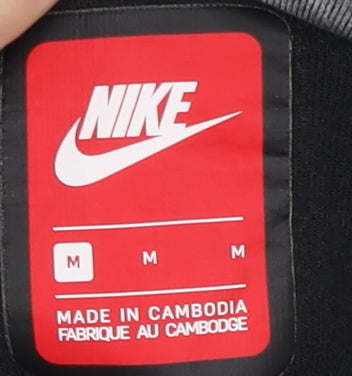 NIKE
M M M
MADE IN CAMBODIA
FABRIQUE AU CAMBODGE